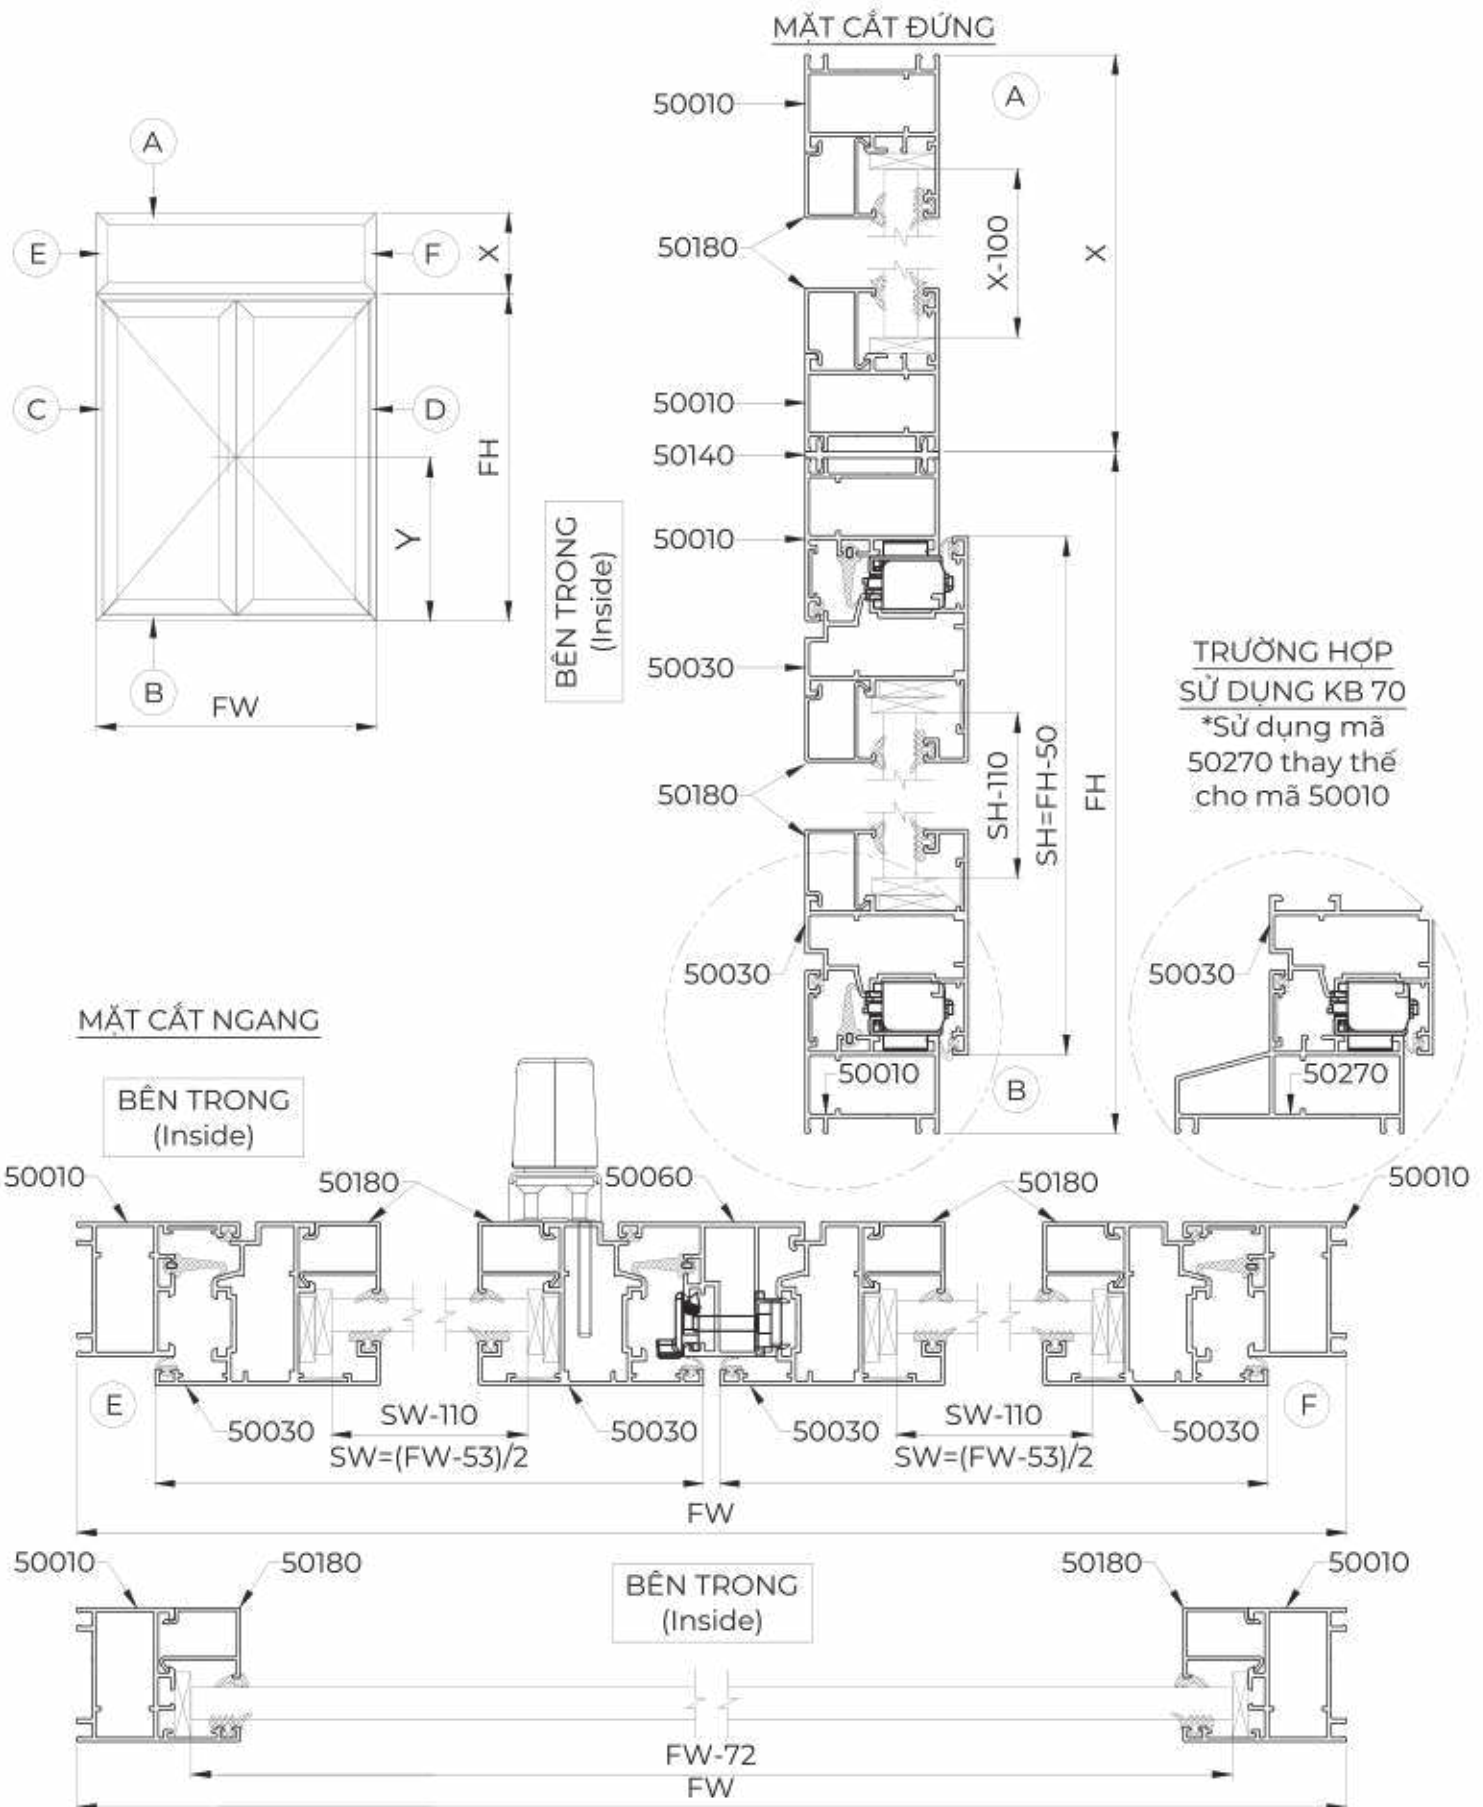 MẶT CẮT ĐỨNG
50010
A
A
50180
X-100
X
E
F
X
50010
50140
C
D
FH
Y
BÊN TRONG
(Inside)
50010
50030
B
FW
TRƯỜNG HỢP
SỬ DỤNG KB 70
*Sử dụng mã
50270 thay thế
cho mã 50010
50180
SH-110
SH=FH-50
FH
50030
50030
MẶT CẮT NGANG
50010
50270
B
BÊN TRONG
(Inside)
50010
50180
50060
50180
50010
E
F
50030
SW-110
50030
50030
SW-110
50030
SW=(FW-53)/2
SW=(FW-53)/2
FW
50010
50180
BÊN TRONG
(Inside)
50180
50010
FW-72
FW